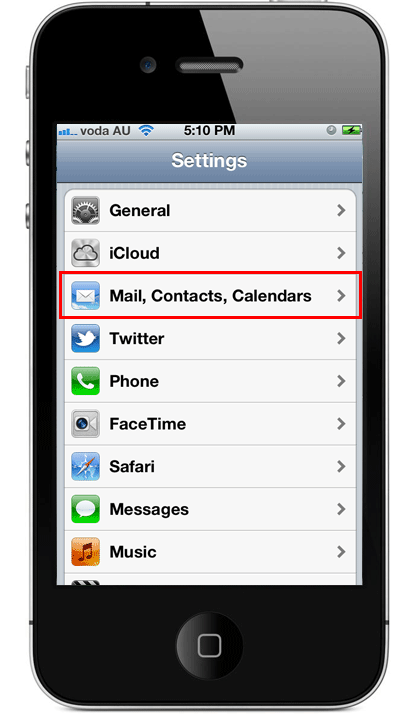 voda AU 5:10 PM
Settings
General
iCloud
Mail, Contacts, Calendars
Twitter
Phone
FaceTime
Safari
Messages
Music